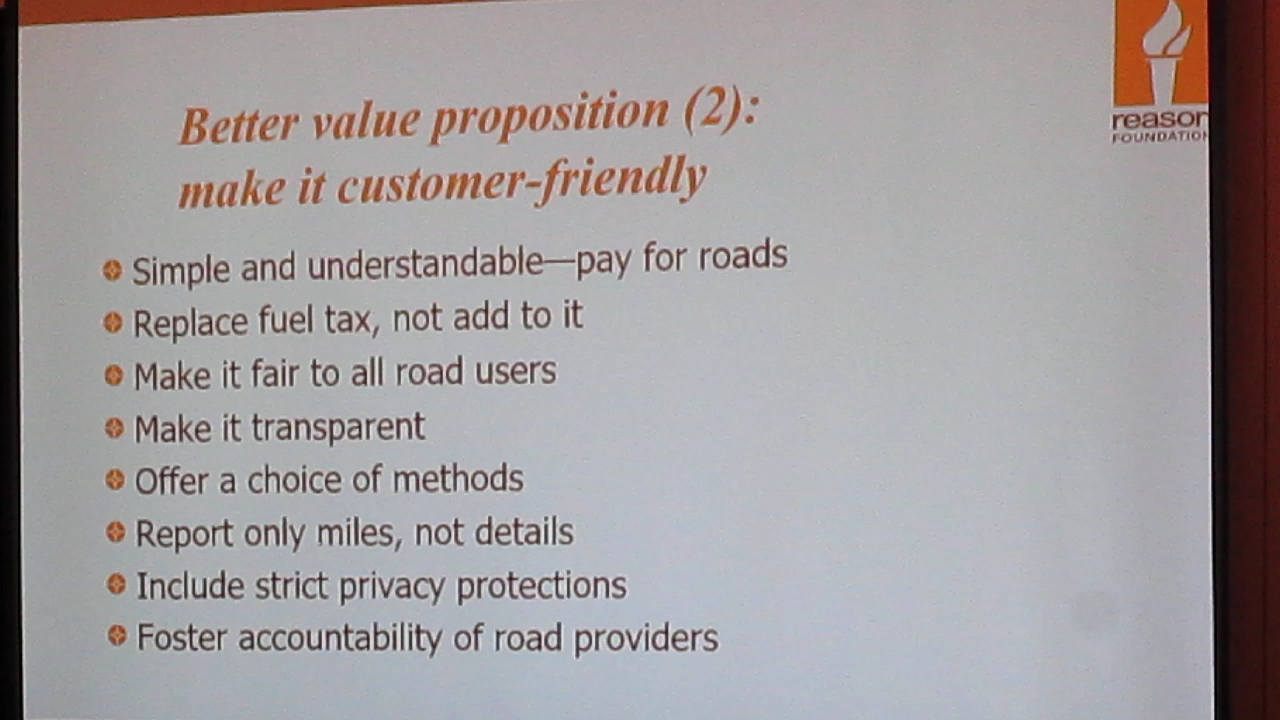 Better value proposition (2):
make it customer-friendly
Simple and understandable—pay for roads
Replace fuel tax, not add to it
Make it fair to all road users
Make it transparent
Offer a choice of methods
Report only miles, not details
Include strict privacy protections
Foster accountability of road providers
reason
FOUNDATION